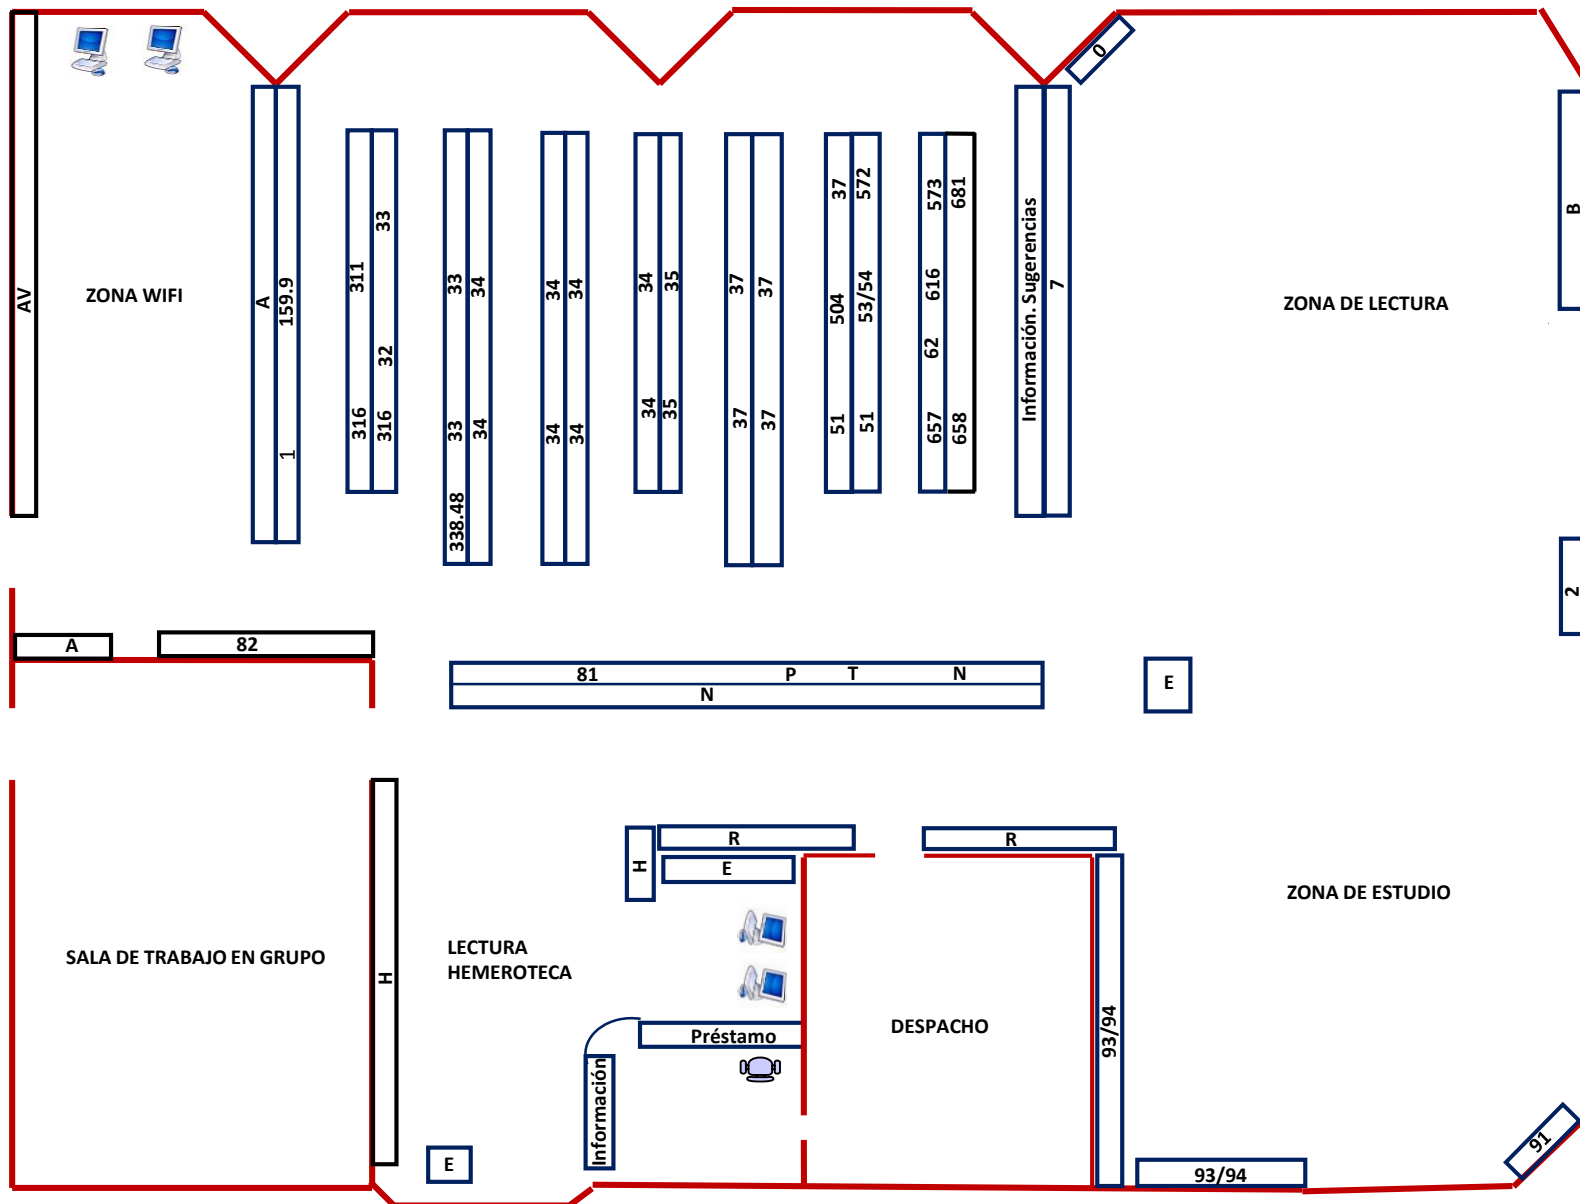 0
AV
ZONA WIFI
A
159.9
1
311
316
33
32
316
33
33
338.48
34
34
34
34
34
34
34
34
35
35
37
37
37
37
37
504
51
572
53/54
51
573
616
62
657
681
658
Información. Sugerencias
7
ZONA DE LECTURA
B
2
A
82
81 P T N
N
E
R
R
H
E
ZONA DE ESTUDIO
SALA DE TRABAJO EN GRUPO
H
LECTURA
HEMEROTECA
DESPACHO
Préstamo
Información
93/94
E
93/94
91